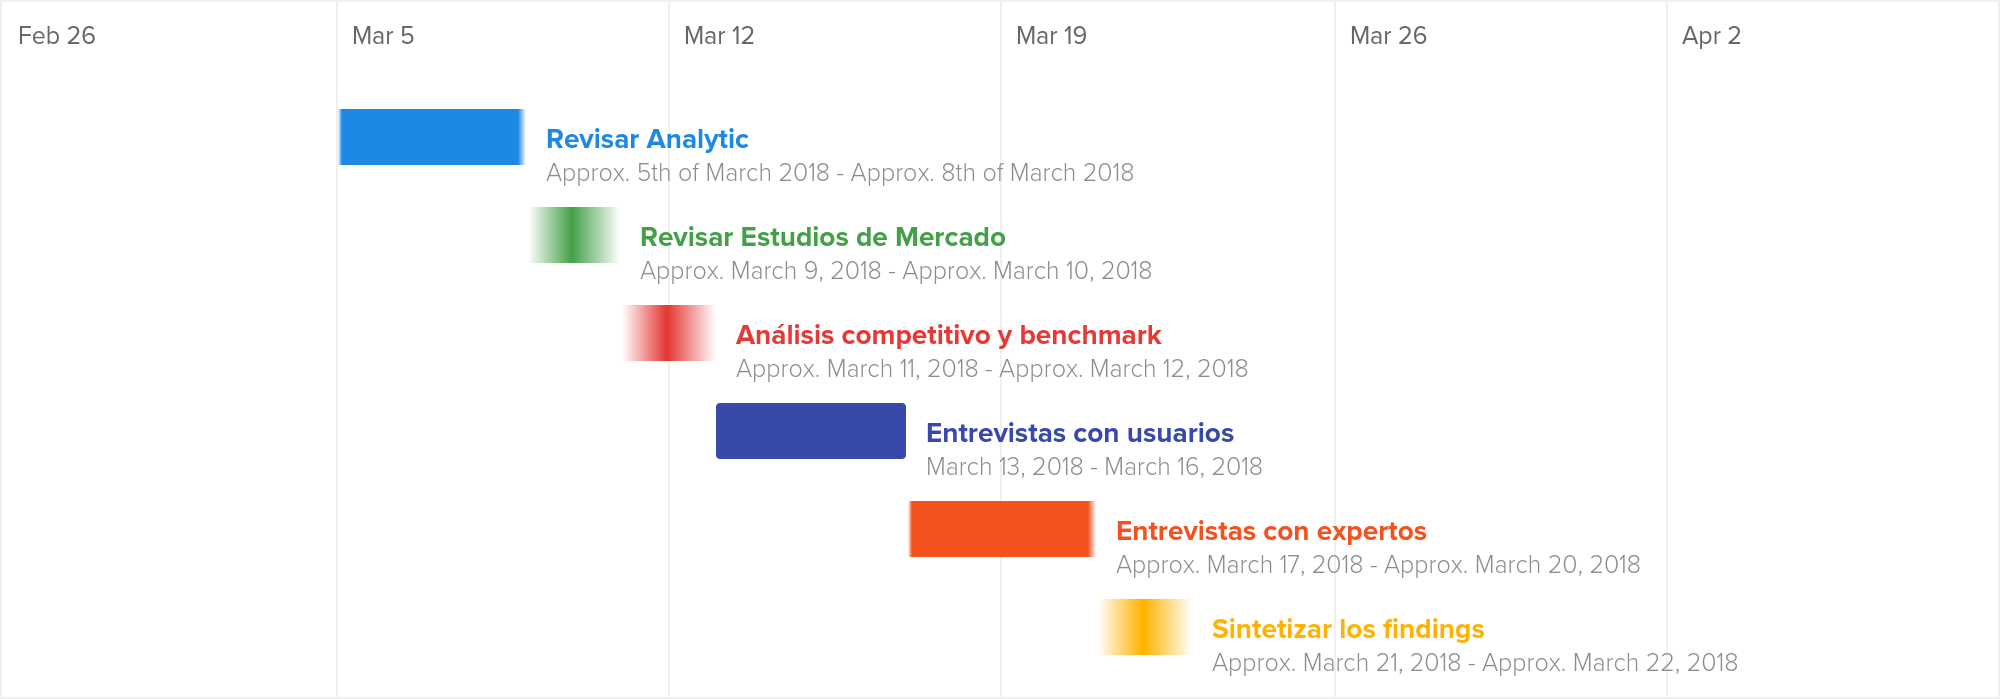 Feb 26 Mar 5 Mar 12 Mar 19 Mar 26 Apr 2
Revisar Analytic
Approx. 5th of March 2018 - Approx. 8th of March 2018
Revisar Estudios de Mercado
Approx. March 9, 2018 - Approx. March 10, 2018
Análisis competitivo y benchmark
Approx. March 11, 2018 - Approx. March 12, 2018
Entrevistas con usuarios
March 13, 2018 - March 16, 2018
Entrevistas con expertos
Approx. March 17, 2018 - Approx. March 20, 2018
Sintetizar los findings
Approx. March 21, 2018 - Approx. March 22, 2018